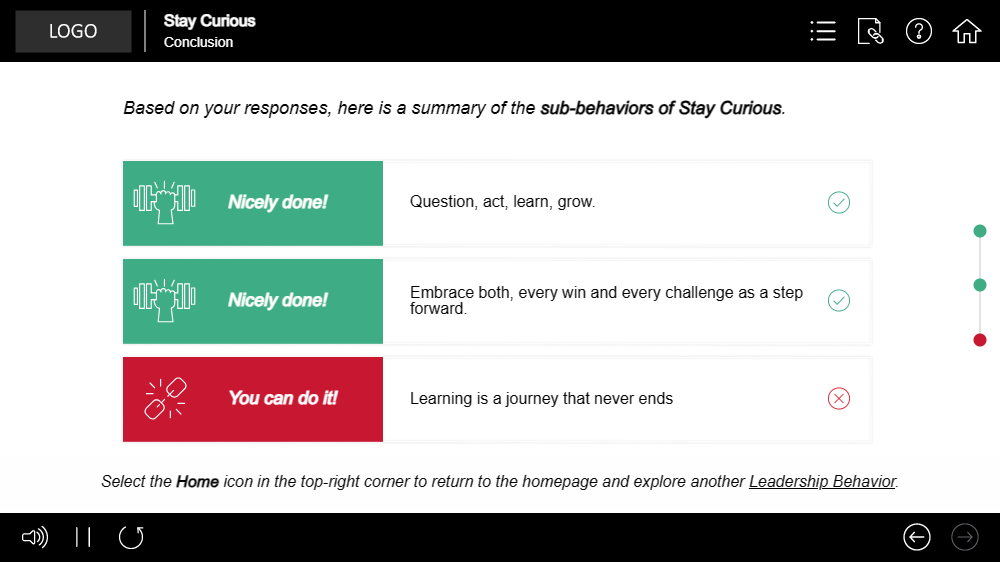 LOGO
Stay Curious
Conclusion
Based on your responses, here is a summary of the sub-behaviors of Stay Curious.
Nicely done!
Question, act, learn, grow.
Nicely done!
Embrace both, every win and every challenge as a step
forward.
You can do it!
Learning is a journey that never ends
Select the Home icon in the top-right corner to return to the homepage and explore another Leadership Behavior.